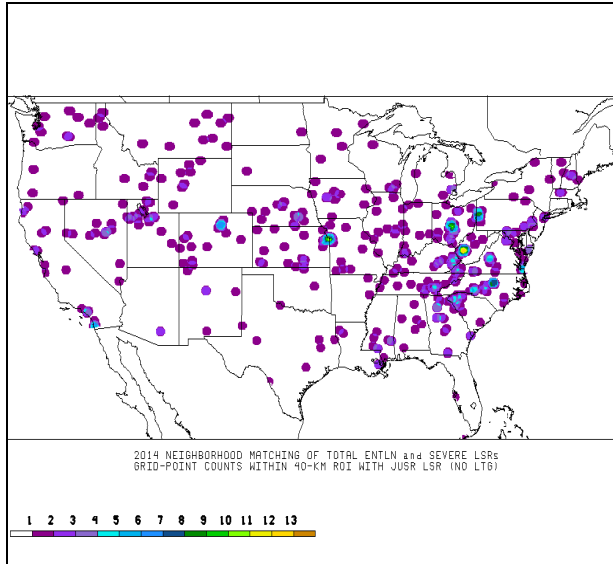 2014 NEIGHBORHOOD MATCHING OF TOTAL ENTLN and SEVERE LSRs
GRID-POINT COUNTS WITHIN 40-KM ROI WITH JUSR LSR (NO LTG)
1 2 3 4 5 6 7 8 9 10 11 12 13